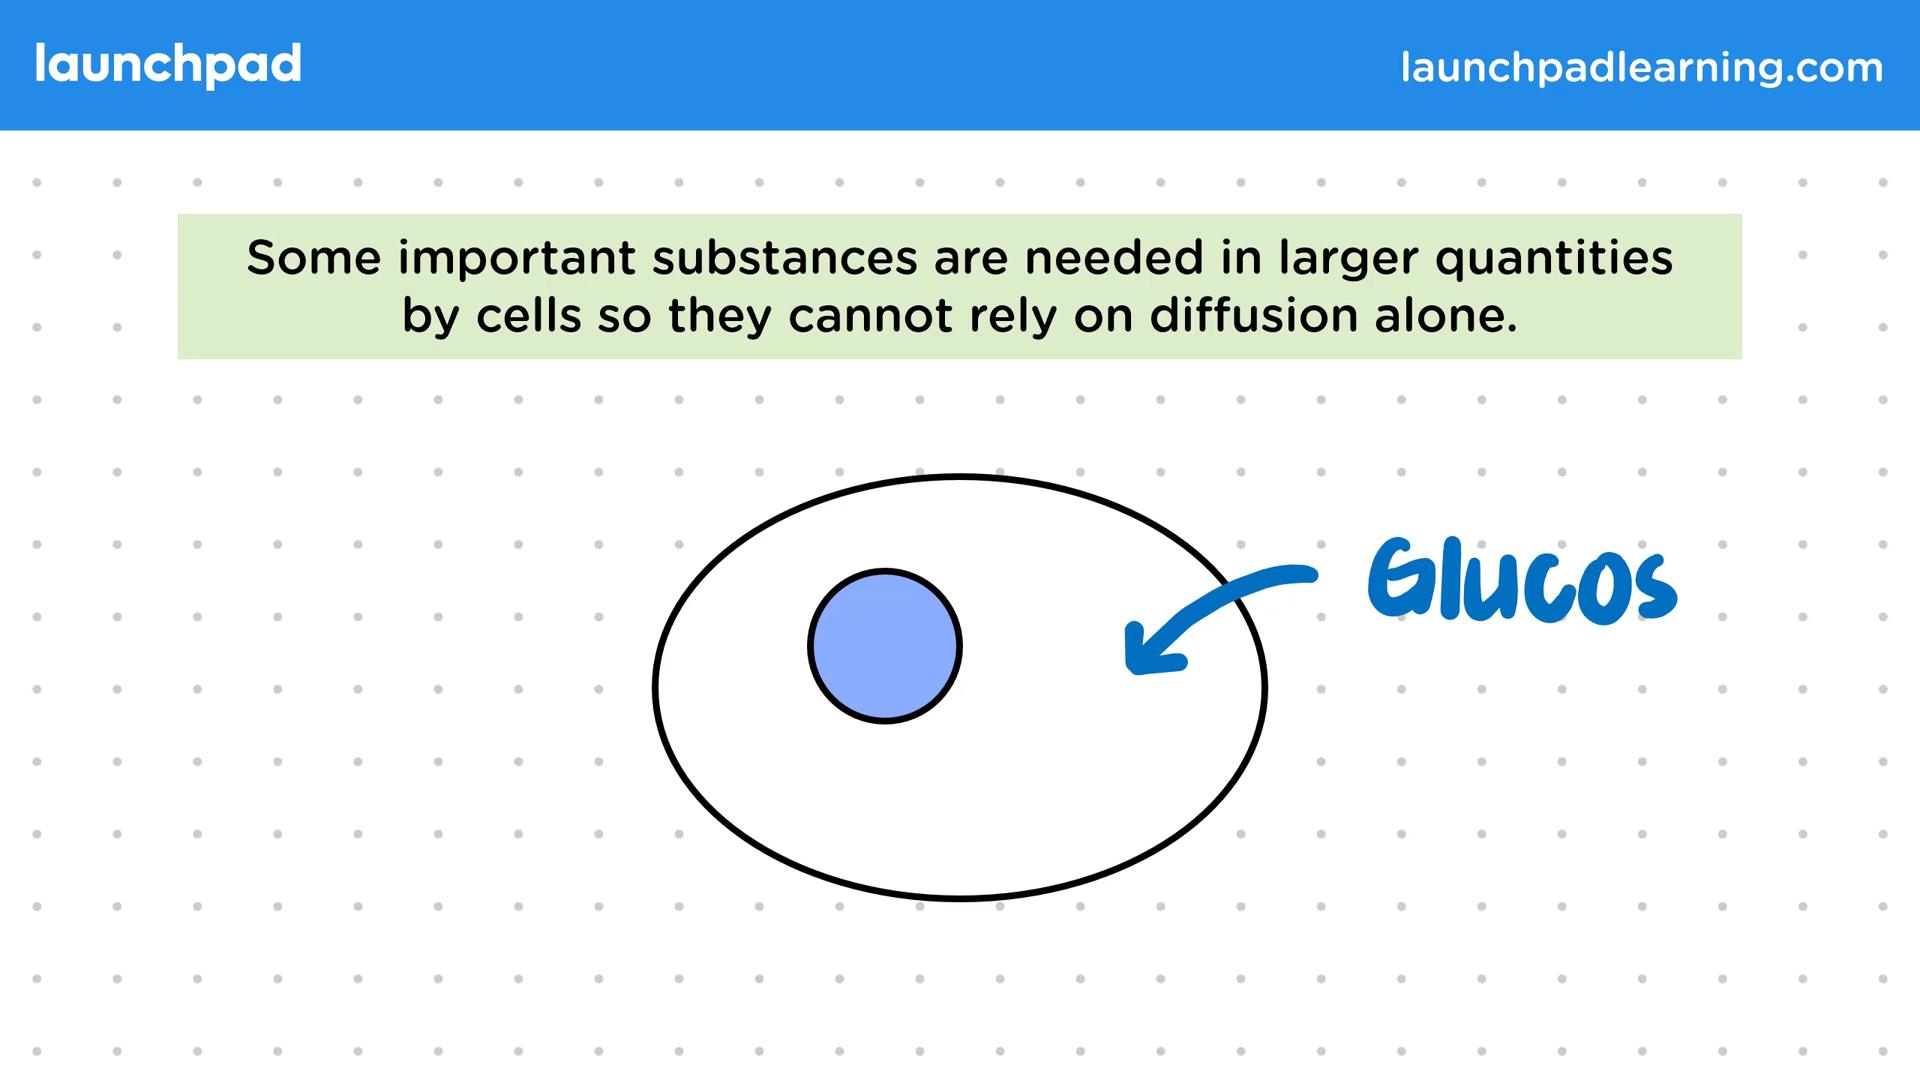 launchpad
launchpadlearning.com
Some important substances are needed in larger quantities
by cells so they cannot rely on diffusion alone.
Glucos